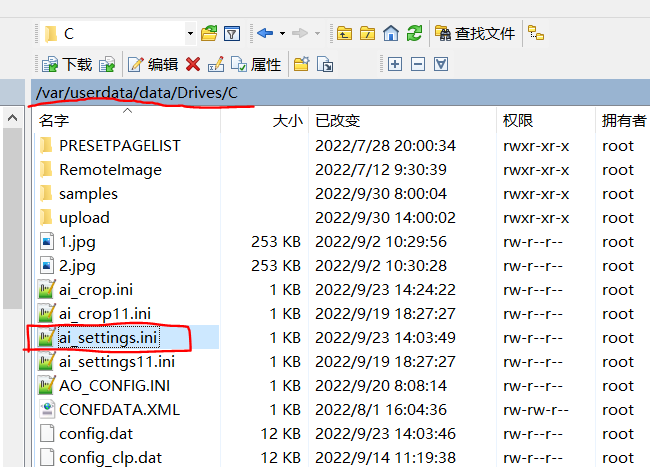 C 查找文件
下载 编辑 属性
/var/userdata/data/Drives/C
名字 大小 已改变 权限 拥有者
PRESETPAGELIST 2022/7/28 20:00:34 rwxr-xr-x root
RemoteImage 2022/7/12 9:30:39 rwxr-xr-x root
samples 2022/9/30 8:00:04 rwxr-xr-x root
upload 2022/9/30 14:00:02 rwxr-xr-x root
1.jpg 253 KB 2022/9/2 10:29:56 rw-r--r-- root
2.jpg 253 KB 2022/9/2 10:30:28 rw-r--r-- root
ai_crop.ini 1 KB 2022/9/23 14:24:22 rw-r--r-- root
ai_crop11.ini 1 KB 2022/9/19 18:27:27 rw-r--r-- root
ai_settings.ini 1 KB 2022/9/23 14:03:49 rw-r--r-- root
ai_settings11.ini 1 KB 2022/9/19 18:27:27 rw-r--r-- root
AO_CONFIG.INI 1 KB 2022/9/20 8:08:14 rw-r--r-- root
CONFDATA.XML 1 KB 2022/8/1 16:04:36 rw-rw-r-- root
config.dat 12 KB 2022/9/23 14:03:46 rw-r--r-- root
config_clp.dat 12 KB 2022/9/14 11:19:38 rw-r--r-- root